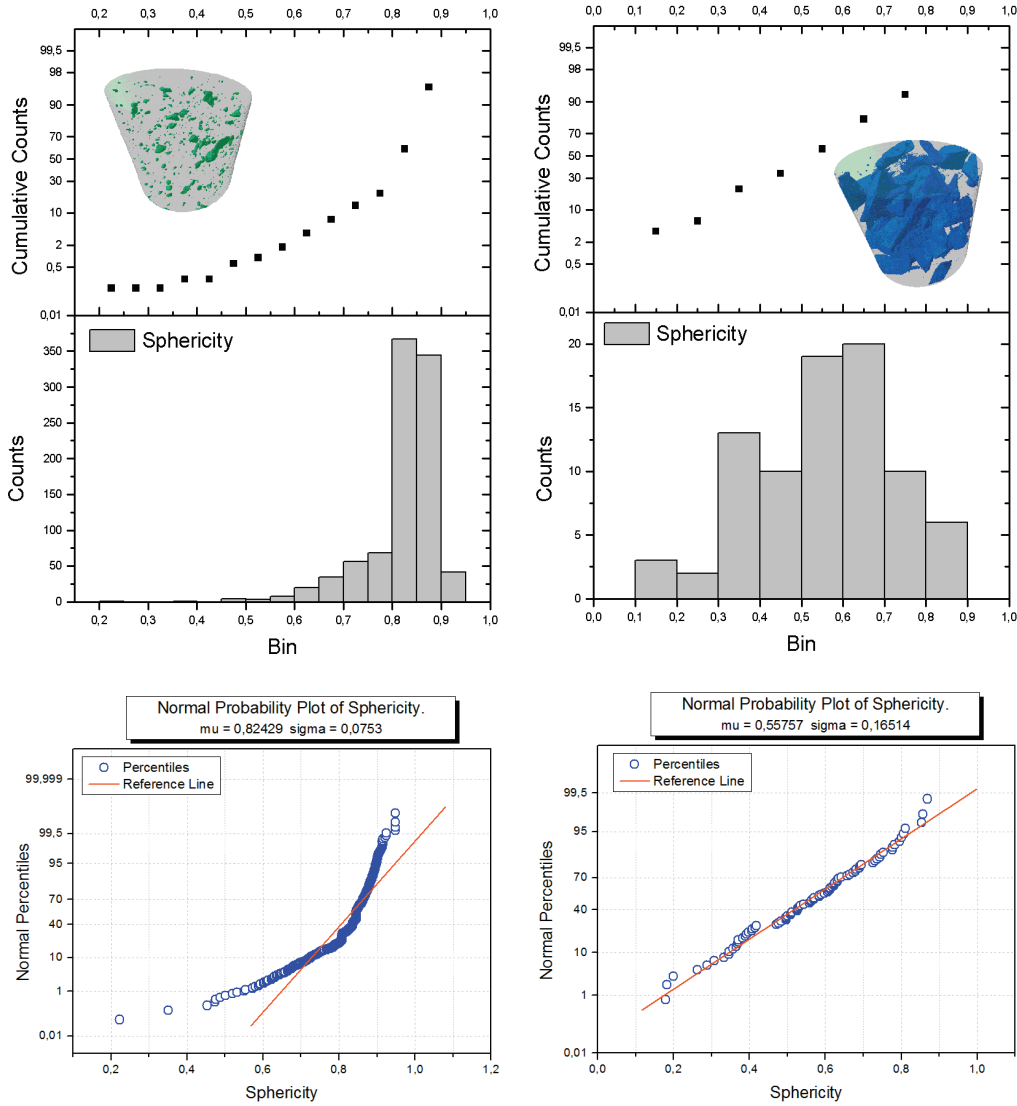 0,2 0,3 0,4 0,5 0,6 0,7 0,8 0,9 1,0
99,5
98
90
70
50
30
10
2
0,5
0,01
Cumulative Counts
Sphericity
350
300
250
200
150
100
50
0
Counts
0,2 0,3 0,4 0,5 0,6 0,7 0,8 0,9 1,0
Bin
0,0 0,1 0,2 0,3 0,4 0,5 0,6 0,7 0,8 0,9 1,0
99,5
98
90
70
50
30
10
2
0,5
0,01
Cumulative Counts
Sphericity
20
15
10
5
0
Counts
0,0 0,1 0,2 0,3 0,4 0,5 0,6 0,7 0,8 0,9 1,0
Bin
Normal Probability Plot of Sphericity.
mu = 0,82429 sigma = 0,0753
Percentiles
Reference Line
99,999
99,5
95
70
40
10
1
0,01
Normal Percentiles
0,2 0,4 0,6 0,8 1,0 1,2
Sphericity
Normal Probability Plot of Sphericity.
mu = 0,55757 sigma = 0,16514
Percentiles
Reference Line
99,5
95
70
40
10
1
0,01
Normal Percentiles
0,0 0,2 0,4 0,6 0,8 1,0
Sphericity